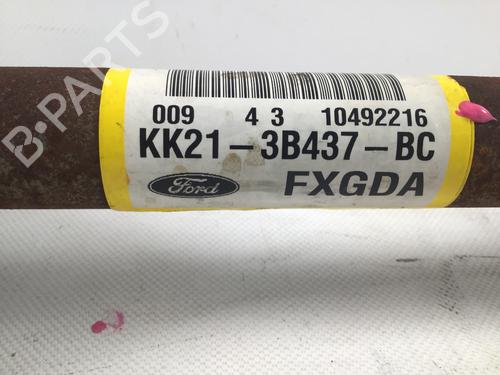 B-PARTS
009 4 3 10492216
KK21-3B437-BC
Ford FXGDA